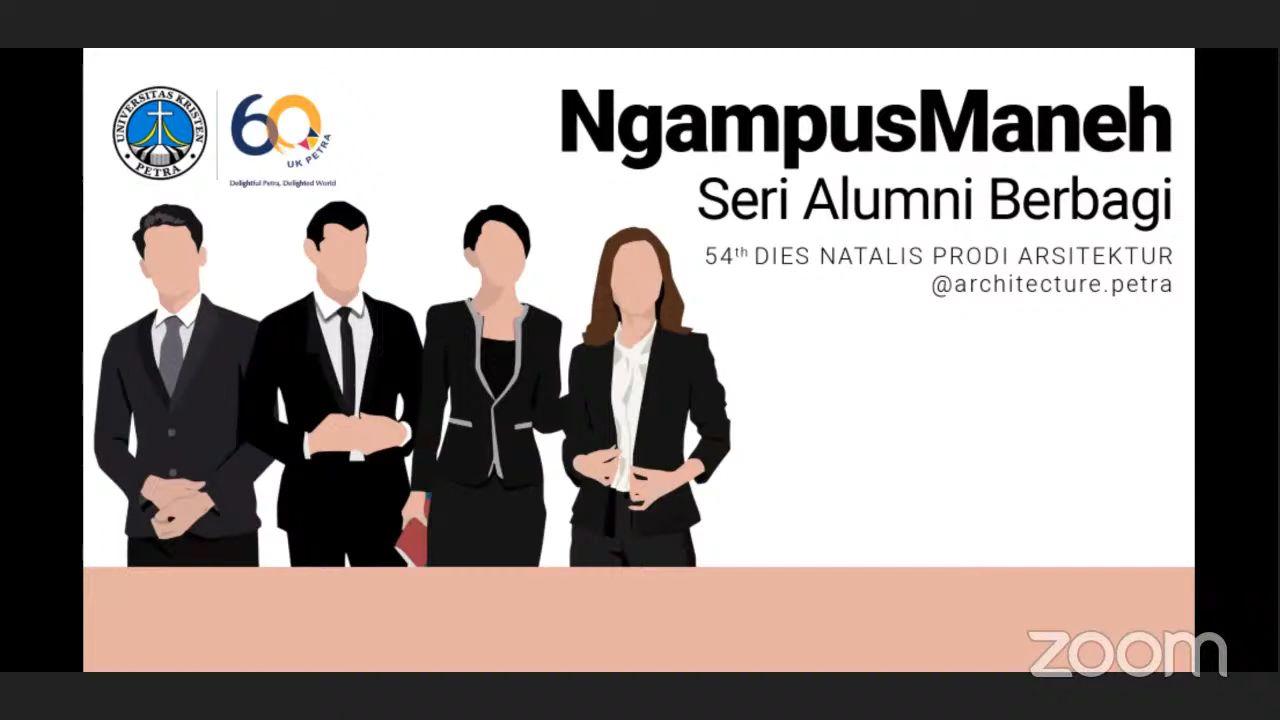 UNIVERSITAS KRISTEN
• PETRA •
60
UK PETRA
Delightful Petra, Delighted World
NgampusManeh
Seri Alumni Berbagi
54th DIES NATALIS PRODI ARSITEKTUR
@architecture.petra
zoom